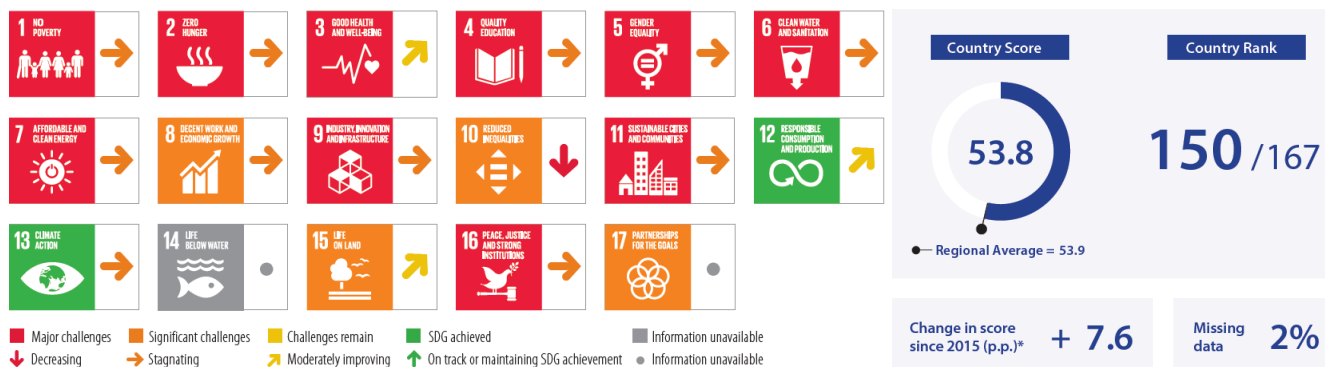 1 NO
POVERTY
2 ZERO
HUNGER
3 GOOD HEALTH
AND WELL-BEING
4 QUALITY
EDUCATION
5 GENDER
EQUALITY
6 CLEAN WATER
AND SANITATION
7 AFFORDABLE AND
CLEAN ENERGY
8 DECENT WORK AND
ECONOMIC GROWTH
9 INDUSTRY, INNOVATION
AND INFRASTRUCTURE
10 REDUCED
INEQUALITIES
11 SUSTAINABLE CITIES
AND COMMUNITIES
12 RESPONSIBLE
CONSUMPTION
AND PRODUCTION
13 CLIMATE
ACTION
14 LIFE
BELOW WATER
15 LIFE
ON LAND
16 PEACE, JUSTICE
AND STRONG
INSTITUTIONS
17 PARTNERSHIPS
FOR THE GOALS
Major challenges
Significant challenges
Challenges remain
SDG achieved
Information unavailable
Decreasing
Stagnating
Moderately improving
On track or maintaining SDG achievement
Information unavailable
Country Score
53.8
Regional Average = 53.9
Country Rank
150 / 167
Change in score
since 2015 (p.p.)*
+ 7.6
Missing
data
2%